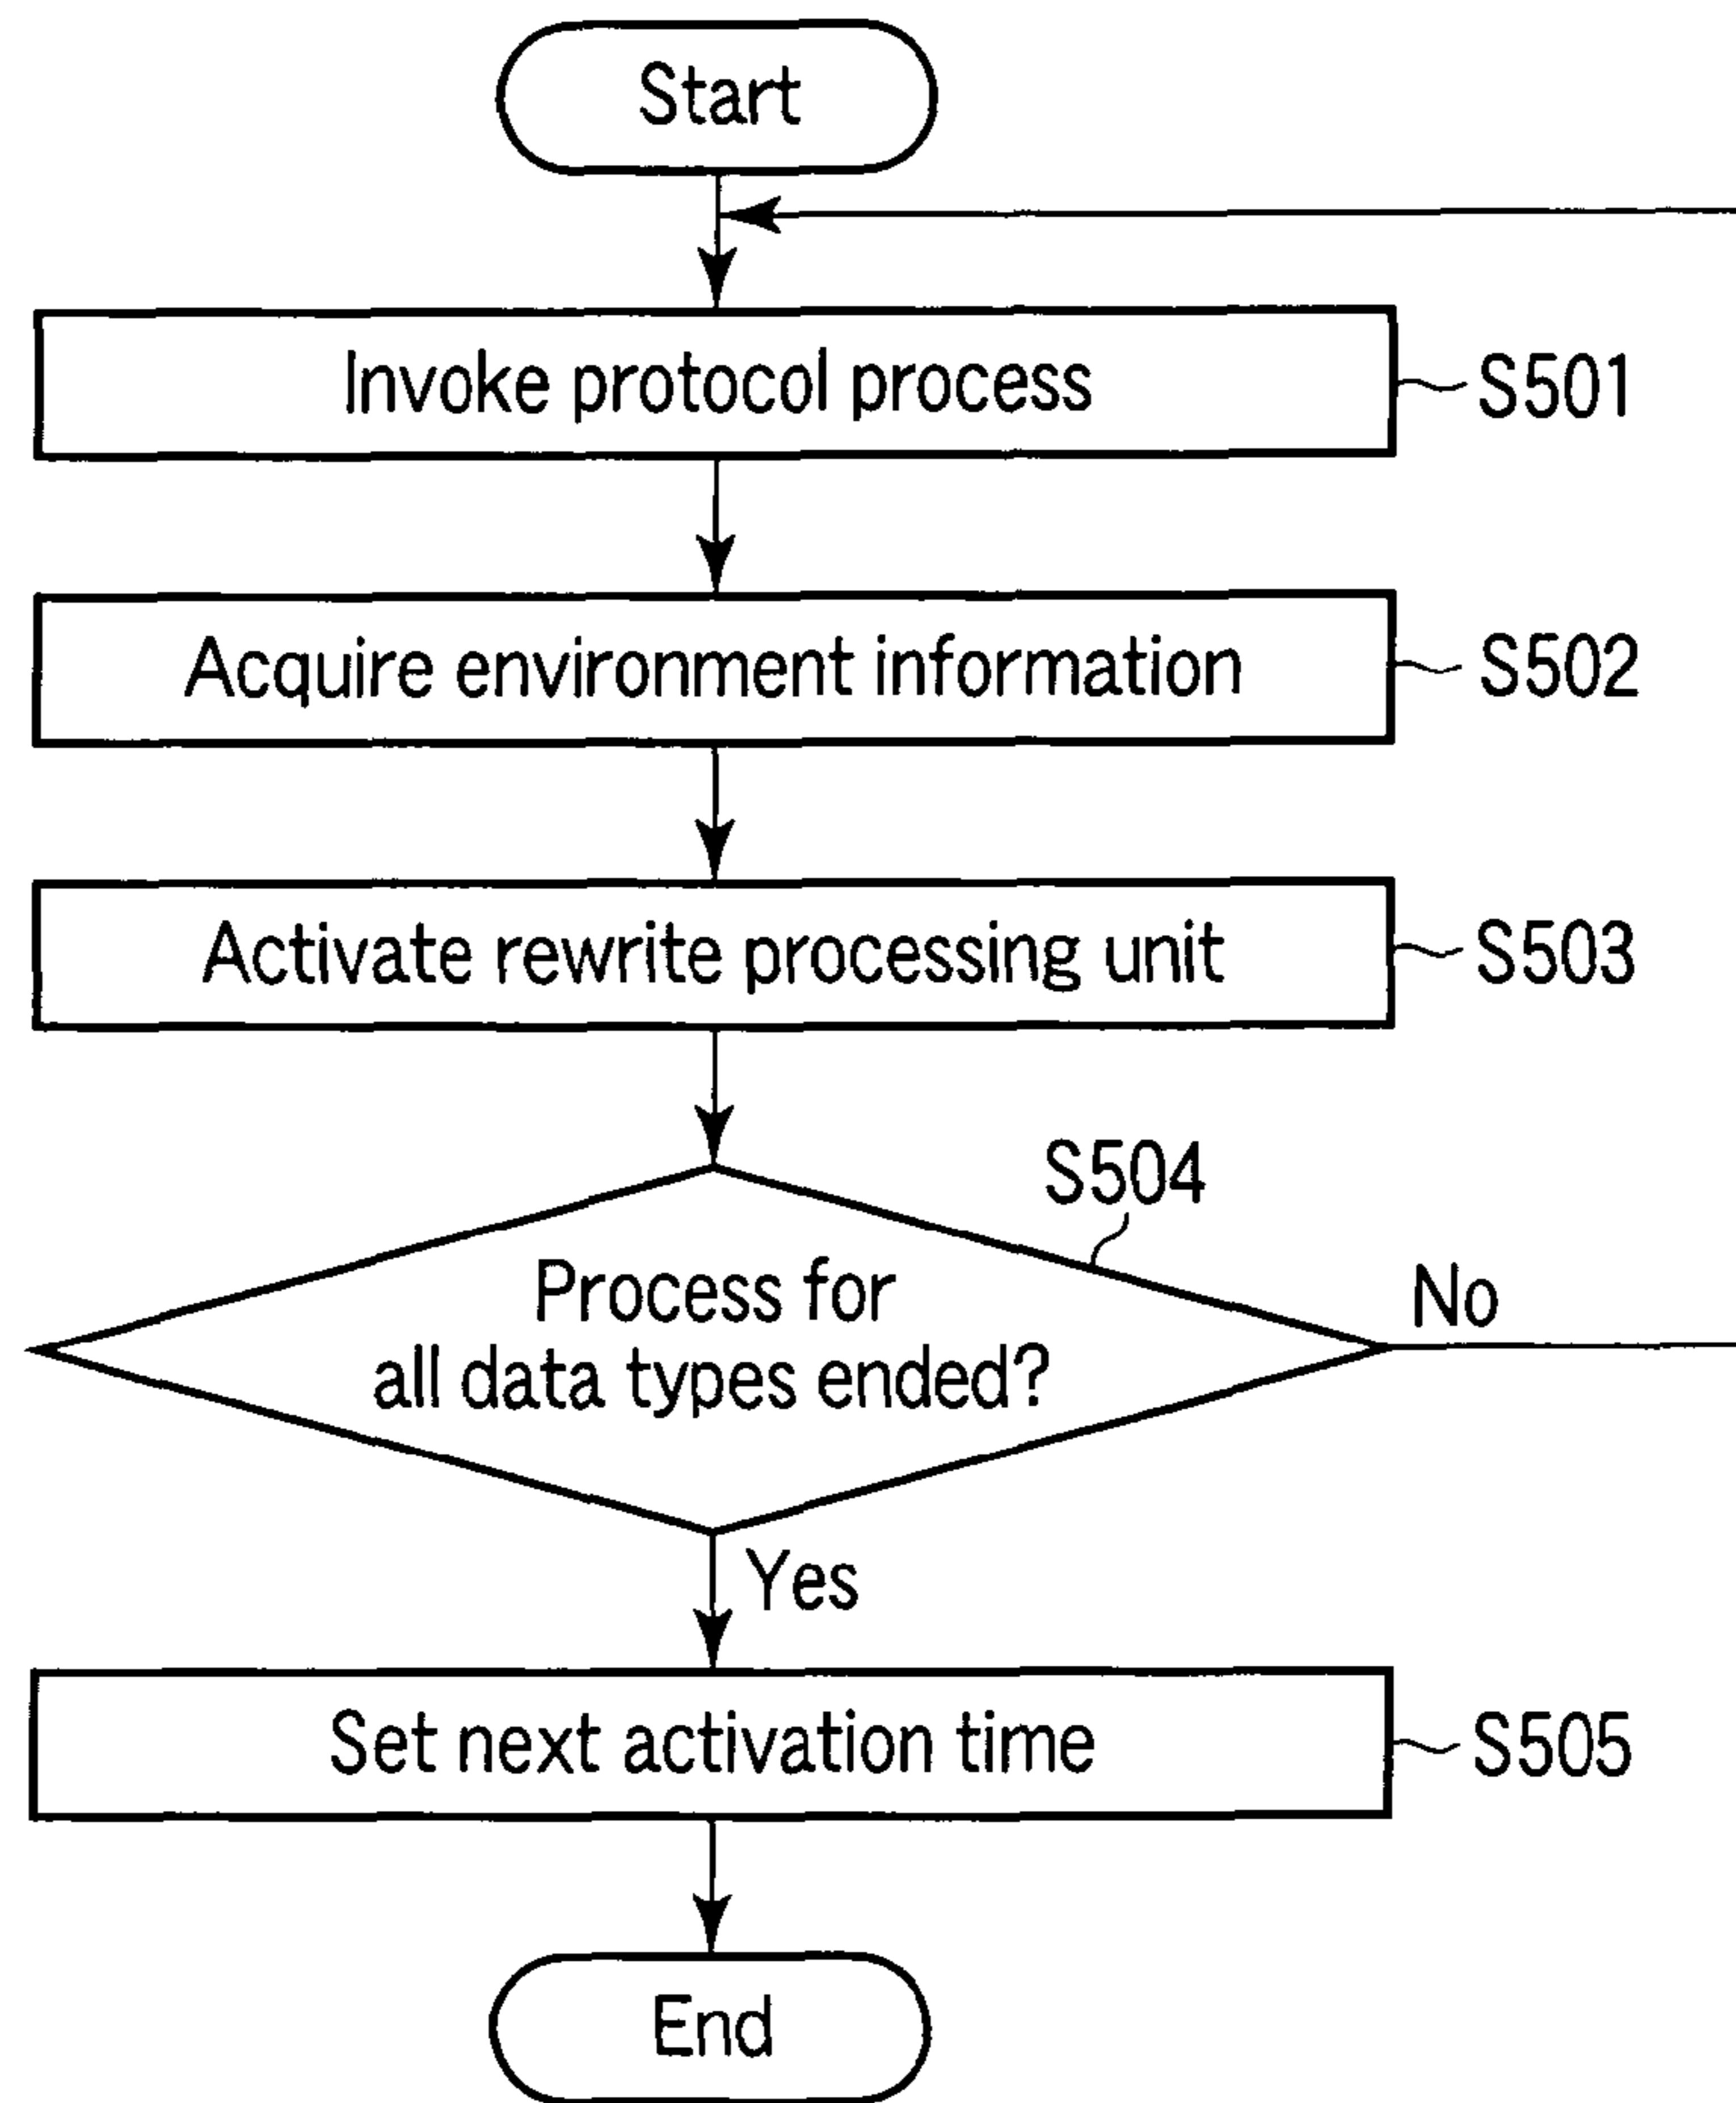 Start
Invoke protocol process
S501
Acquire environment information
S502
Activate rewrite processing unit
S503
S504
Process for
all data types ended?
No
Yes
Set next activation time
S505
End